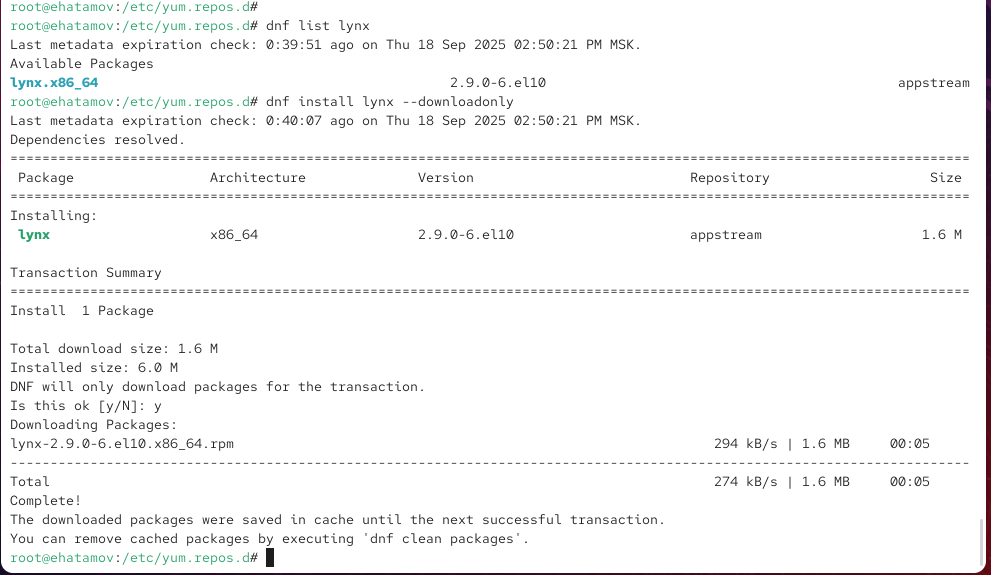 root@ehatamov:/etc/yum.repos.d#
root@ehatamov:/etc/yum.repos.d# dnf list lynx
Last metadata expiration check: 0:39:51 ago on Thu 18 Sep 2025 02:50:21 PM MSK.
Available Packages
lynx.x86_64 2.9.0-6.el10 appstream
root@ehatamov:/etc/yum.repos.d# dnf install lynx --downloadonly
Last metadata expiration check: 0:40:07 ago on Thu 18 Sep 2025 02:50:21 PM MSK.
Dependencies resolved.
================================================================================
Package Architecture Version Repository Size
================================================================================
Installing:
lynx x86_64 2.9.0-6.el10 appstream 1.6 M
Transaction Summary
================================================================================
Install  1 Package
Total download size: 1.6 M
Installed size: 6.0 M
DNF will only download packages for the transaction.
Is this ok [y/N]: y
Downloading Packages:
lynx-2.9.0-6.el10.x86_64.rpm 294 kB/s | 1.6 MB 00:05
--------------------------------------------------------------------------------
Total 274 kB/s | 1.6 MB 00:05
Complete!
The downloaded packages were saved in cache until the next successful transaction.
You can remove cached packages by executing 'dnf clean packages'.
root@ehatamov:/etc/yum.repos.d#